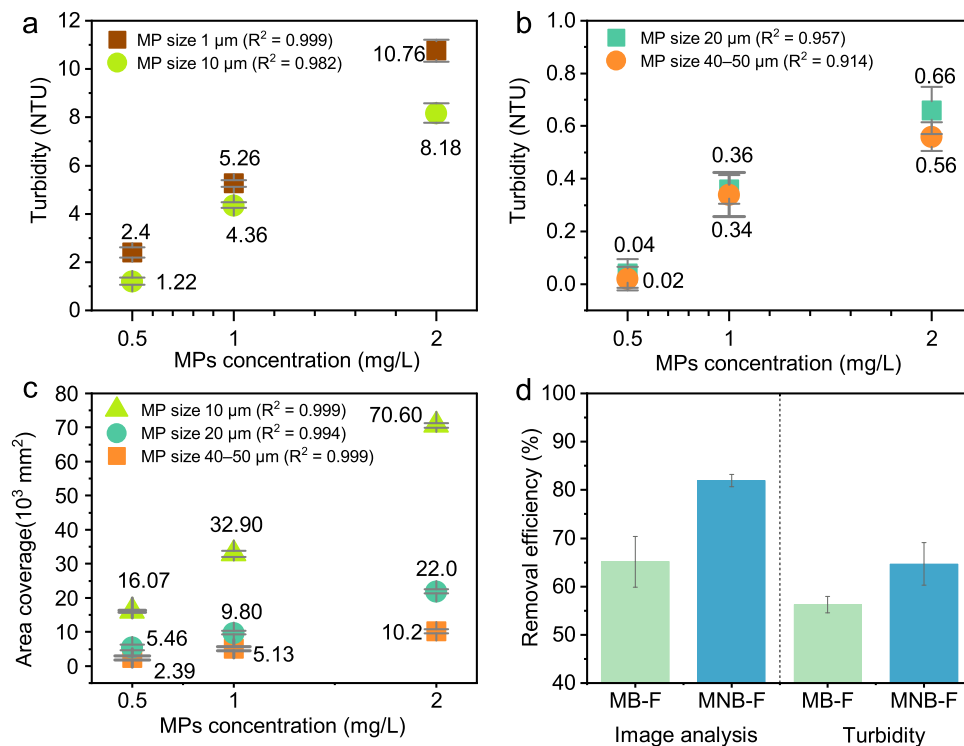 a
Turbidity (NTU)
12
10
8
6
4
2
0
MP size 1 μm (R² = 0.999)
MP size 10 μm (R² = 0.982)
10.76
8.18
5.26
4.36
2.4
1.22
0.5
1
2
MPs concentration (mg/L)
b
Turbidity (NTU)
1.0
0.8
0.6
0.4
0.2
0.0
MP size 20 μm (R² = 0.957)
MP size 40–50 μm (R² = 0.914)
0.66
0.56
0.36
0.34
0.04
0.02
0.5
1
2
MPs concentration (mg/L)
c
Area coverage(10³ mm²)
80
70
60
50
40
30
20
10
0
MP size 10 μm (R² = 0.999)
MP size 20 μm (R² = 0.994)
MP size 40–50 μm (R² = 0.999)
70.60
32.90
16.07
22.0
9.80
5.46
10.2
5.13
2.39
0.5
1
2
MPs concentration (mg/L)
d
Removal efficiency (%)
100
90
80
70
60
50
40
MB-F
MNB-F
MB-F
MNB-F
Image analysis
Turbidity